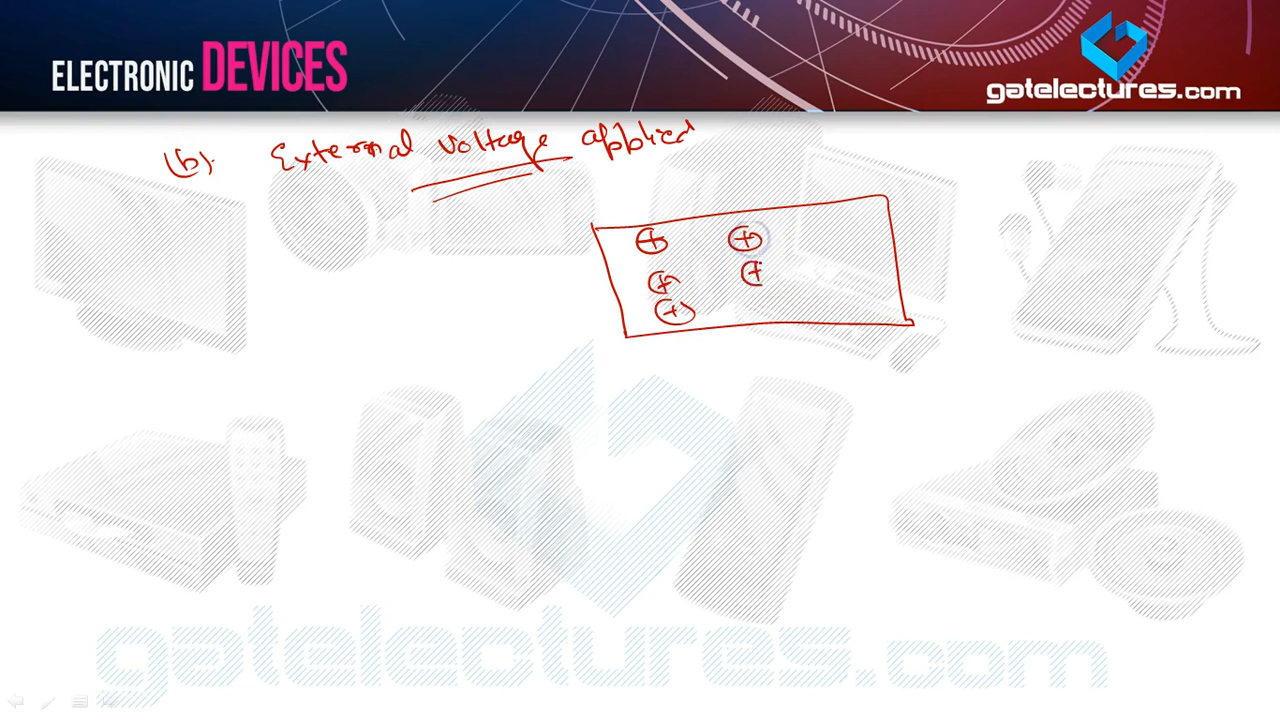 ELECTRONIC DEVICES
gatelectures.com
(b). External voltage applied
+ +
+ +
+
gatelectures.com